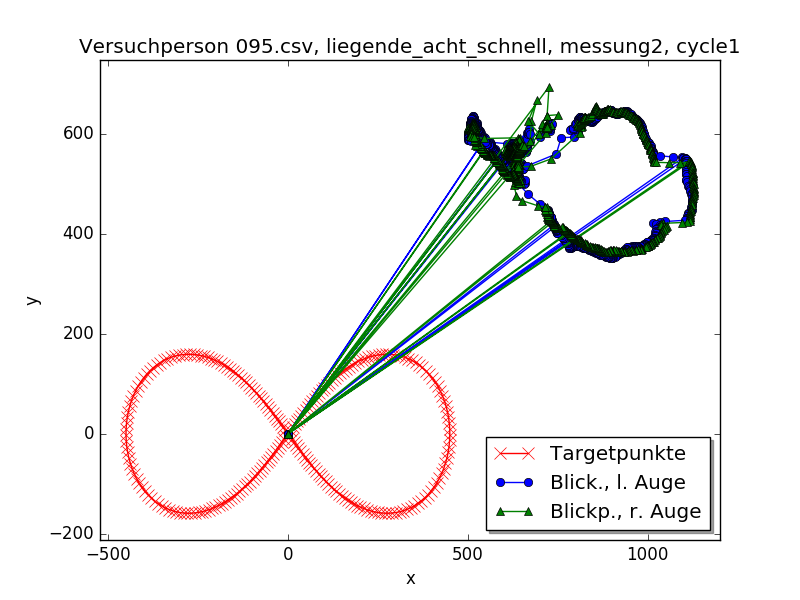 Versuchperson 095.csv, liegende_acht_schnell, messung2, cycle1
600
400
200
0
−200
y
−500
0
500
1000
x
Targetpunkte
Blick., l. Auge
Blickp., r. Auge